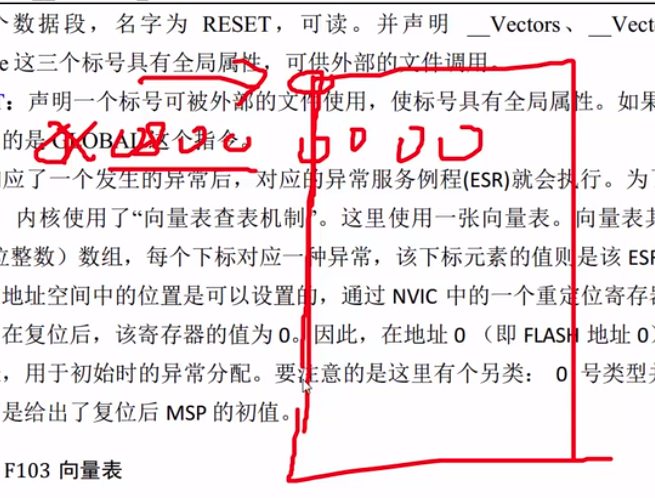 个数据段，名字为 RESET，可读。并声明 __Vectors、__Vecto
e 这三个标号具有全局属性，可供外部的文件调用。
T：声明一个标号可被外部的文件使用，使标号具有全局属性。如果
的是 GLOBAL 这个指令。
0000
应了一个发生的异常后，对应的异常服务例程(ESR)就会执行。为了
内核使用了“向量表查表机制”。这里使用一张向量表。向量表其
位整数）数组，每个下标对应一种异常，该下标元素的值则是该 ESR
地址空间中的位置是可以设置的，通过 NVIC 中的一个重定位寄存器
在复位后，该寄存器的值为 0。因此，在地址 0 （即 FLASH 地址 0）
，用于初始时的异常分配。要注意的是这里有个另类： 0 号类型并
是给出了复位后 MSP 的初值。
F103 向量表